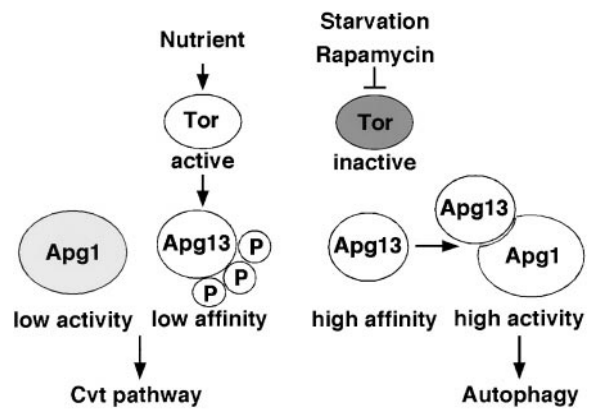 Nutrient
Tor
active
Apg1
Apg13
P
P
P
low activity
low affinity
Cvt pathway
Starvation
Rapamycin
Tor
inactive
Apg13
Apg13
Apg1
high affinity
high activity
Autophagy